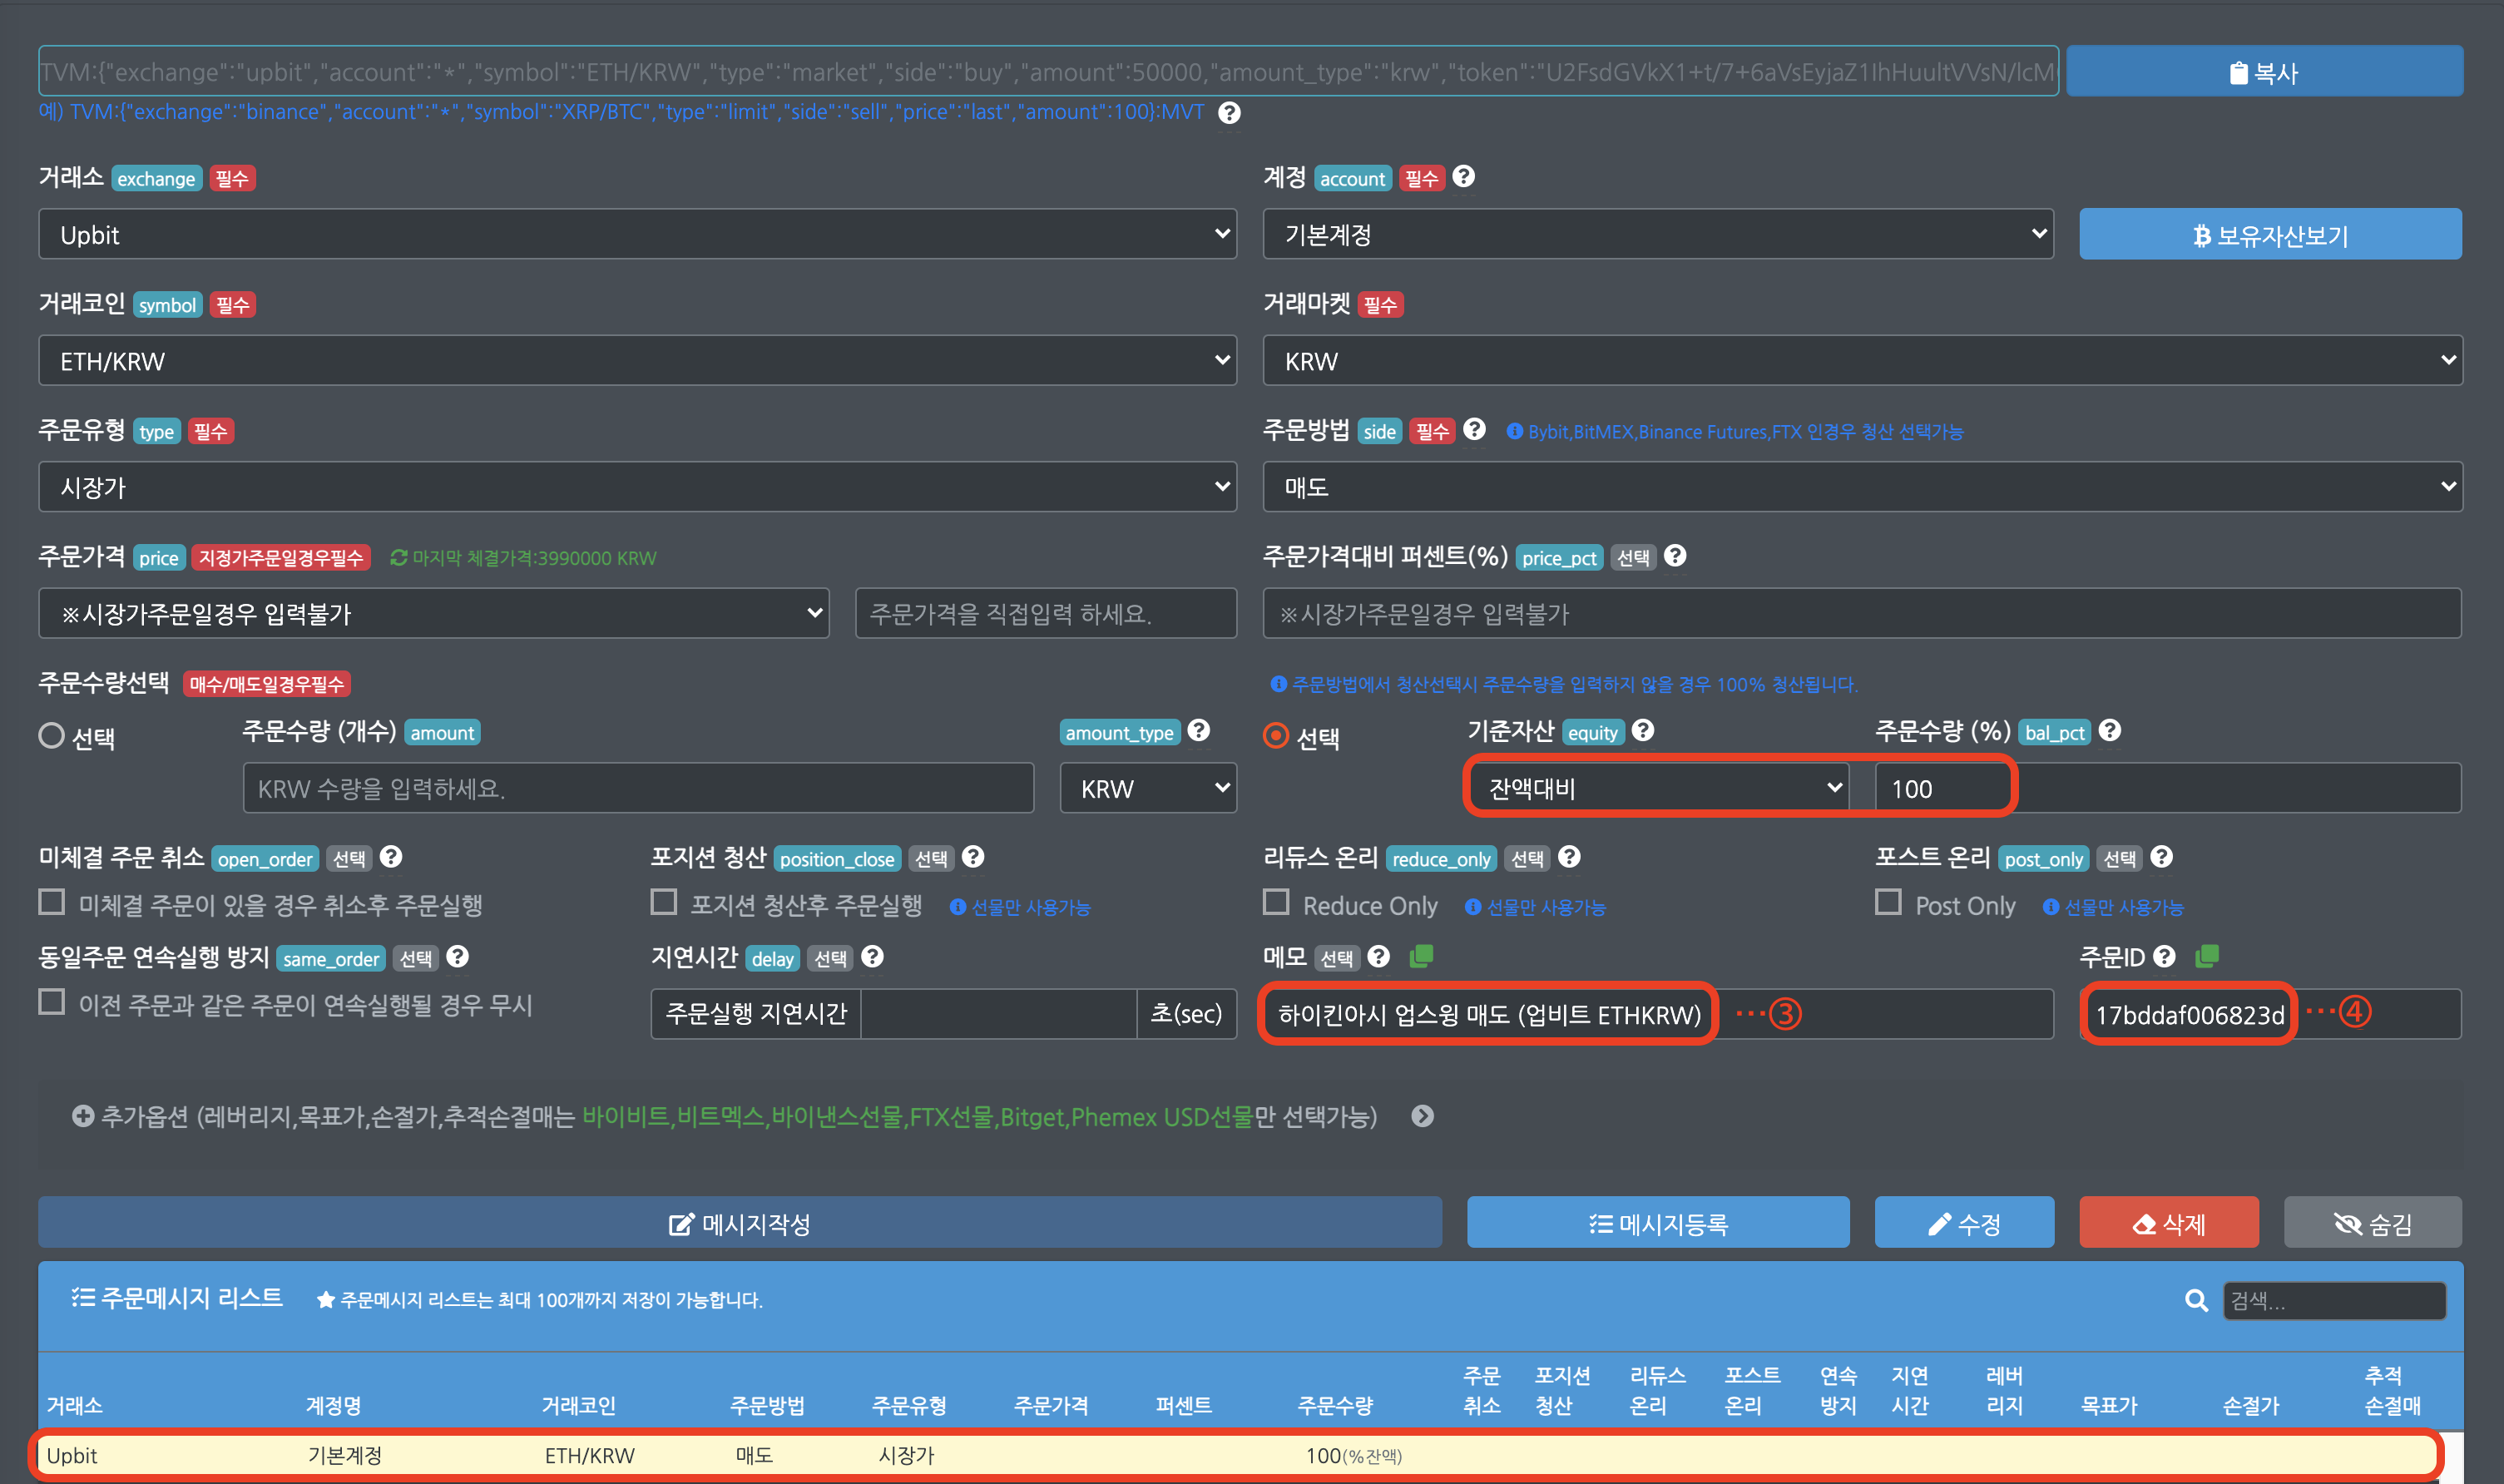 TVM:{"exchange":"upbit","account":"*","symbol":"ETH/KRW","type":"market","side":"buy","amount":50000,"amount_type":"krw","token":"U2FsdGVkX1+t/7+6aVsEyjaZ1IhHuultVVsN/lcM
복사
예) TVM:{"exchange":"binance","account":"*","symbol":"XRP/BTC","type":"limit","side":"sell","price":"last","amount":100}:MVT ?
거래소 exchange 필수
계정 account 필수 ?
Upbit
기본계정
보유자산보기
거래코인 symbol 필수
거래마켓 필수
ETH/KRW
KRW
주문유형 type 필수
주문방법 side 필수 ? Bybit,BitMEX,Binance Futures,FTX 인경우 청산 선택가능
시장가
매도
주문가격 price 지정가주문일경우필수 마지막 체결가격:3990000 KRW
주문가격대비 퍼센트(%) price_pct 선택 ?
※시장가주문일경우 입력불가
주문가격을 직접입력 하세요.
※시장가주문일경우 입력불가
주문수량선택 매수/매도일경우필수
주문방법에서 청산선택시 주문수량을 입력하지 않을 경우 100% 청산됩니다.
선택
주문수량 (개수) amount
amount_type ?
선택
기준자산 equity ?
주문수량 (%) bal_pct ?
KRW 수량을 입력하세요.
KRW
잔액대비
100
미체결 주문 취소 open_order 선택 ?
포지션 청산 position_close 선택 ?
리듀스 온리 reduce_only 선택 ?
포스트 온리 post_only 선택 ?
미체결 주문이 있을 경우 취소후 주문실행
포지션 청산후 주문실행 선물만 사용가능
Reduce Only 선물만 사용가능
Post Only 선물만 사용가능
동일주문 연속실행 방지 same_order 선택 ?
지연시간 delay 선택 ?
메모 선택 ?
주문ID ?
이전 주문과 같은 주문이 연속실행될 경우 무시
주문실행 지연시간
초(sec)
하이킨아시 업스윙 매도 (업비트 ETHKRW) ···③
17bddaf006823d ···④
추가옵션 (레버리지,목표가,손절가,추적손절매는 바이비트,비트멕스,바이낸스선물,FTX선물,Bitget,Phemex USD선물만 선택가능)
메시지작성
메시지등록
수정
삭제
숨김
주문메시지 리스트 ★ 주문메시지 리스트는 최대 100개까지 저장이 가능합니다.
검색...
거래소 계정명 거래코인 주문방법 주문유형 주문가격 퍼센트 주문수량 주문취소 포지션청산 리듀스온리 포스트온리 연속방지 지연시간 레버리지 목표가 손절가 추적손절매
Upbit 기본계정 ETH/KRW 매도 시장가 100(%잔액)